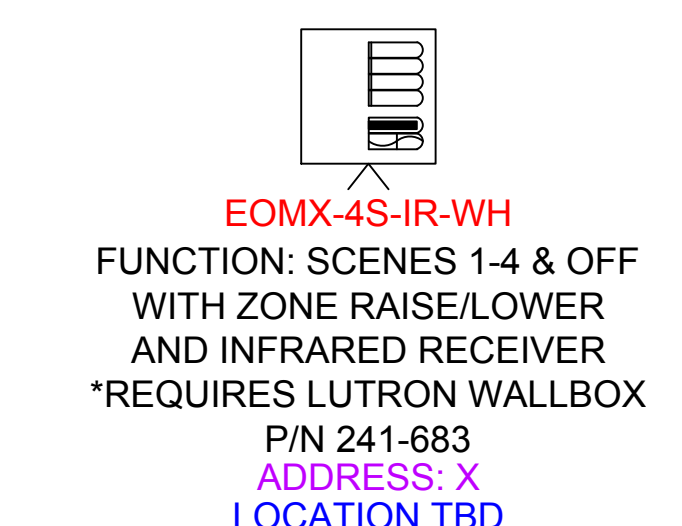 EOMX-4S-IR-WH
FUNCTION: SCENES 1-4 & OFF
WITH ZONE RAISE/LOWER
AND INFRARED RECEIVER
*REQUIRES LUTRON WALLBOX
P/N 241-683
ADDRESS: X
LOCATION TBD